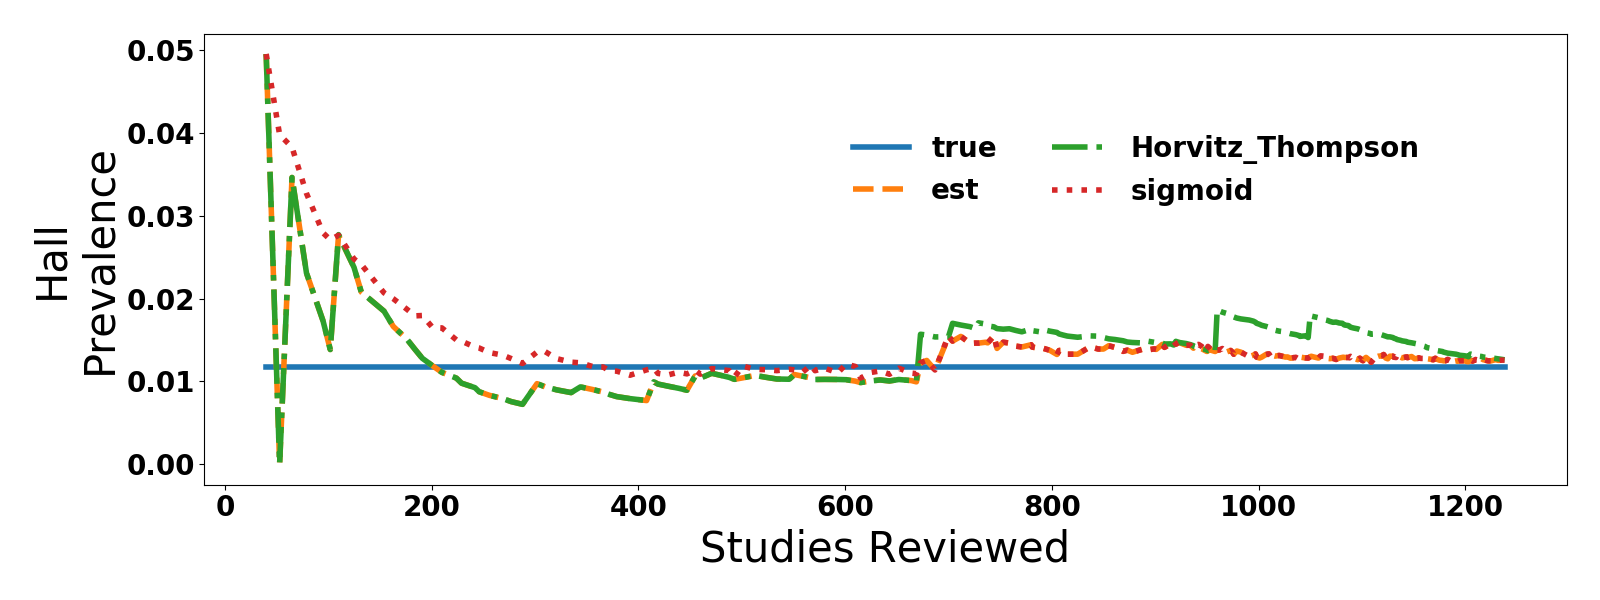 Hall
Prevalence
0.05
0.04
0.03
0.02
0.01
0.00
true
est
Horvitz_Thompson
sigmoid
0
200
400
600
800
1000
1200
Studies Reviewed